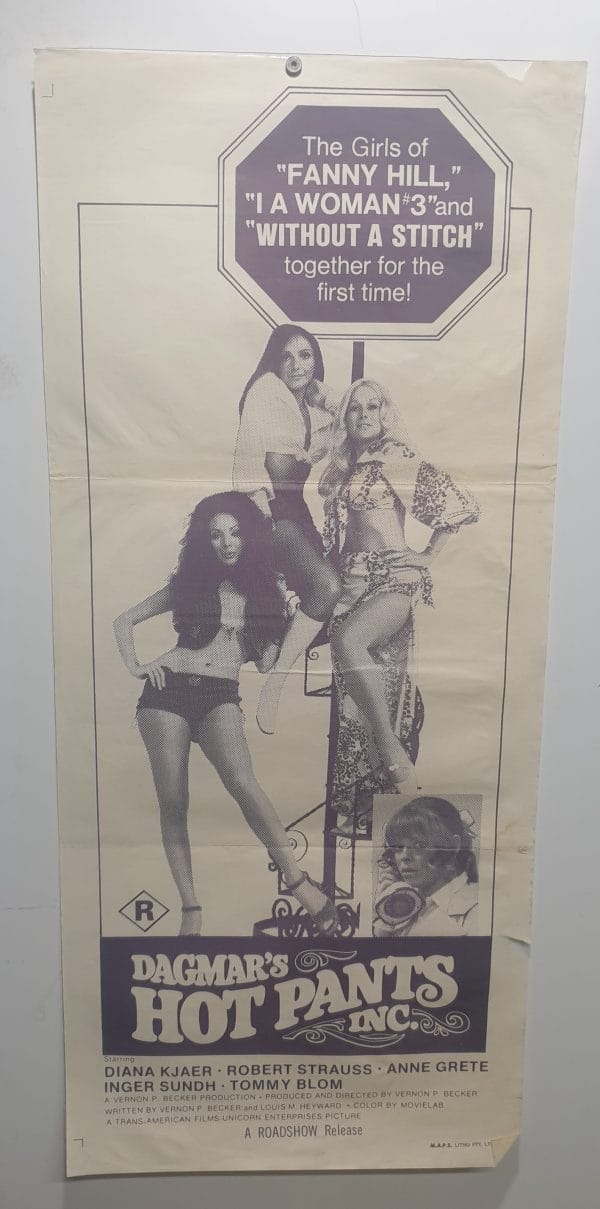 The Girls of
"FANNY HILL,"
"I A WOMAN #3" and
"WITHOUT A STITCH"
together for the
first time!
R
DAGMAR'S
HOT PANTS
INC.
Starring
DIANA KJAER · ROBERT STRAUSS · ANNE GRETE
INGER SUNDH · TOMMY BLOM
A VERNON P. BECKER PRODUCTION · PRODUCED AND DIRECTED BY VERNON P. BECKER
WRITTEN BY VERNON P. BECKER and LOUIS M. HEYWARD · COLOR BY MOVIELAB
A TRANS-AMERICAN FILMS-UNICORN ENTERPRISES PICTURE
A ROADSHOW Release
M.A.P.S. LITHO PTY. LT